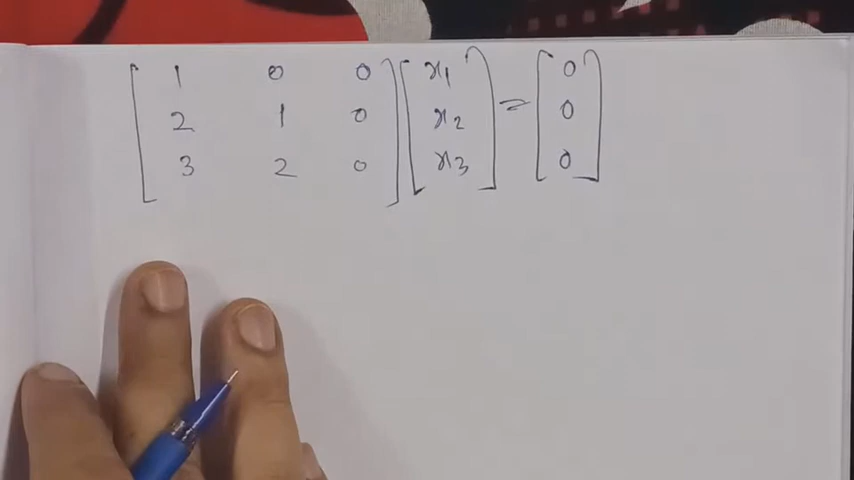 [ 1 0 0 ] [ x1 ] = [ 0 ]
[ 2 1 0 ] [ x2 ] [ 0 ]
[ 3 2 0 ] [ x3 ] [ 0 ]